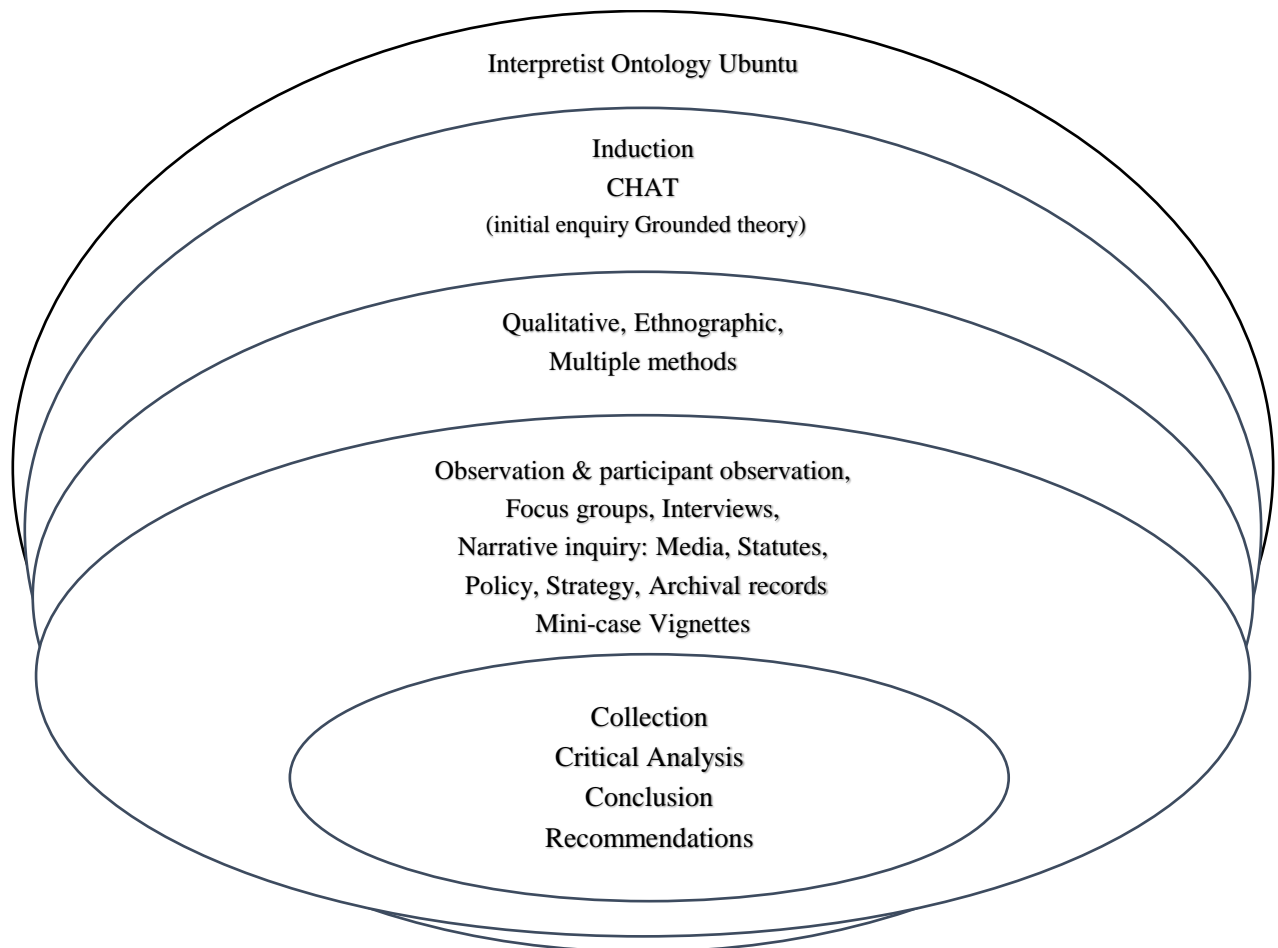 Interpretist Ontology Ubuntu
Induction
CHAT
(initial enquiry Grounded theory)
Qualitative, Ethnographic,
Multiple methods
Observation & participant observation,
Focus groups, Interviews,
Narrative inquiry: Media, Statutes,
Policy, Strategy, Archival records
Mini-case Vignettes
Collection
Critical Analysis
Conclusion
Recommendations